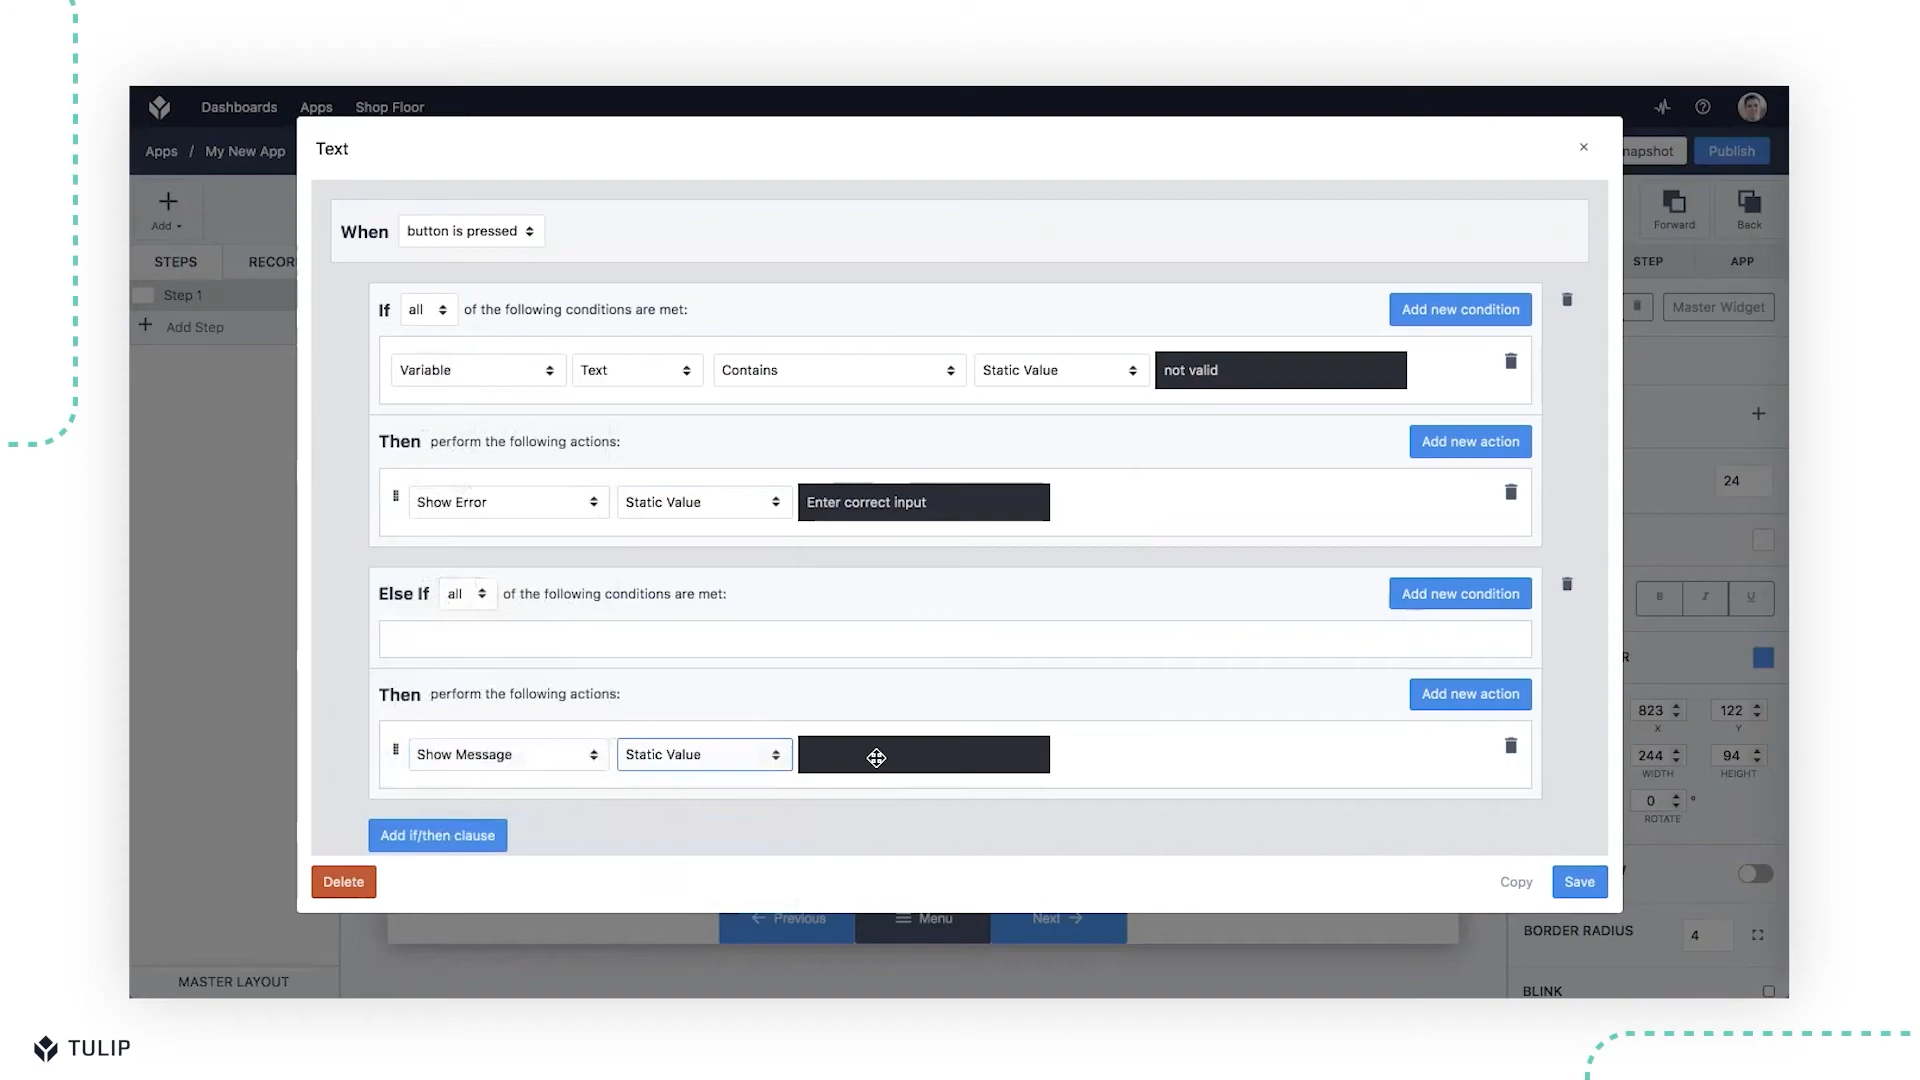 Dashboards Apps Shop Floor
Apps / My New App
napshot Publish
Text ×
Add
Forward Back
When button is pressed
STEPS RECOR
STEP APP
Step 1
If all of the following conditions are met: Add new condition
Master Widget
Add Step
Variable Text Contains Static Value not valid
Then perform the following actions: Add new action
24
Show Error Static Value Enter correct input
Else If all of the following conditions are met: Add new condition
B I U
R
Then perform the following actions: Add new action
823 122
X Y
Show Message Static Value
244 94
WIDTH HEIGHT
0 °
ROTATE
Add if/then clause
Delete Copy Save
Previous Menu Next
BORDER RADIUS 4
MASTER LAYOUT
BLINK
TULIP